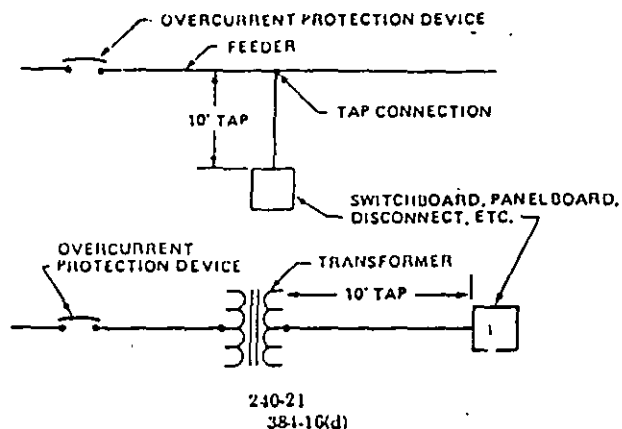 OVERCURRENT PROTECTION DEVICE
FEEDER
10' TAP
TAP CONNECTION
SWITCHBOARD, PANELBOARD,
DISCONNECT, ETC.
OVERCURRENT
PROTECTION DEVICE
TRANSFORMER
10' TAP
240-21
384-16(d)